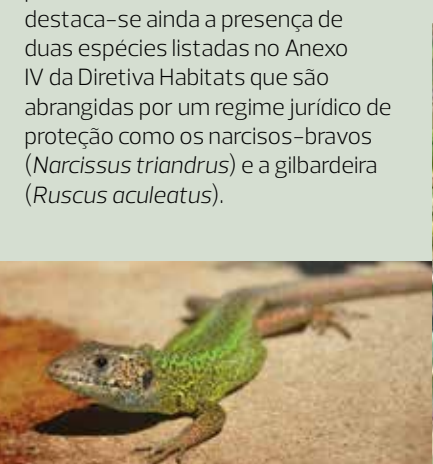 destaca-se ainda a presença de
duas espécies listadas no Anexo
IV da Diretiva Habitats que são
abrangidas por um regime jurídico de
proteção como os narcisos-bravos
(Narcissus triandrus) e a gilbardeira
(Ruscus aculeatus).